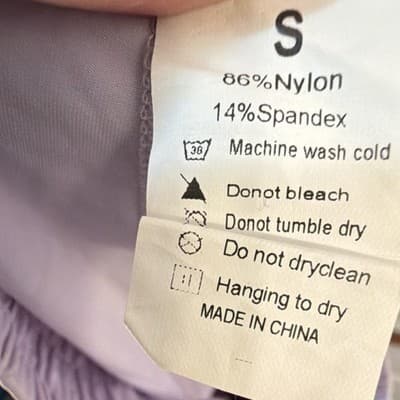 S
86%Nylon
14%Spandex
36 Machine wash cold
Donot bleach
Donot tumble dry
Do not dryclean
Hanging to dry
MADE IN CHINA